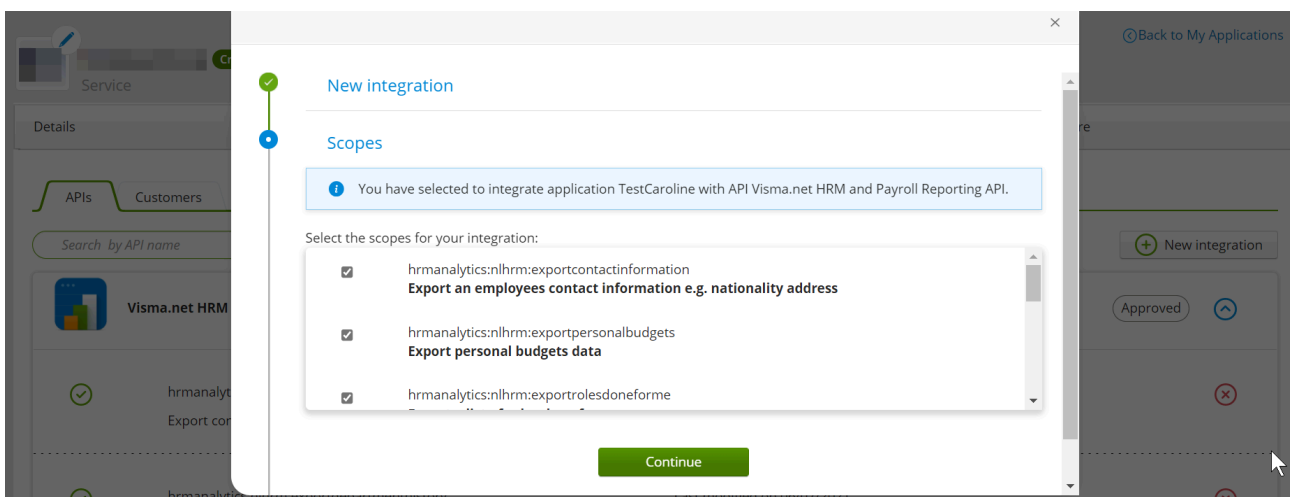 Back to My Applications
Service
New integration
Details
Scopes
You have selected to integrate application TestCaroline with API Visma.net HRM and Payroll Reporting API.
APIs
Customers
Search by API name
New integration
Select the scopes for your integration:
hrmanalytics:nlhrm:exportcontactinformation
Export an employees contact information e.g. nationality address
Visma.net HRM
Approved
hrmanalytics:nlhrm:exportpersonalbudgets
Export personal budgets data
hrmanalytics:nlhrm:exportrolesdoneforme
hrmanalyt
Export con
Continue